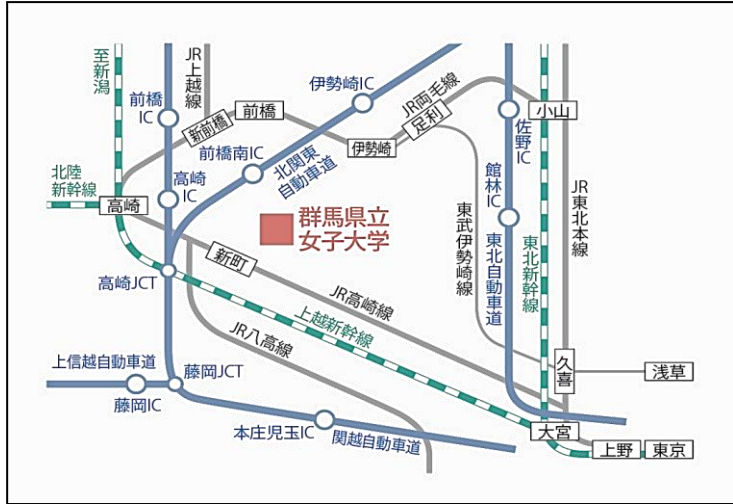 至新潟
JR上越線
前橋
IC
伊勢崎IC
JR両毛線
足利
小山
佐野IC
新前橋
前橋
伊勢崎
前橋南IC
北関東
自動車道
北陸
新幹線
高崎
高崎
IC
群馬県立
女子大学
館林IC
東北自動車道
東北新幹線
JR東北本線
東武伊勢崎線
新町
高崎JCT
JR高崎線
上越新幹線
JR八高線
上信越自動車道
藤岡JCT
藤岡IC
久喜
浅草
本庄児玉IC
関越自動車道
大宮
上野
東京